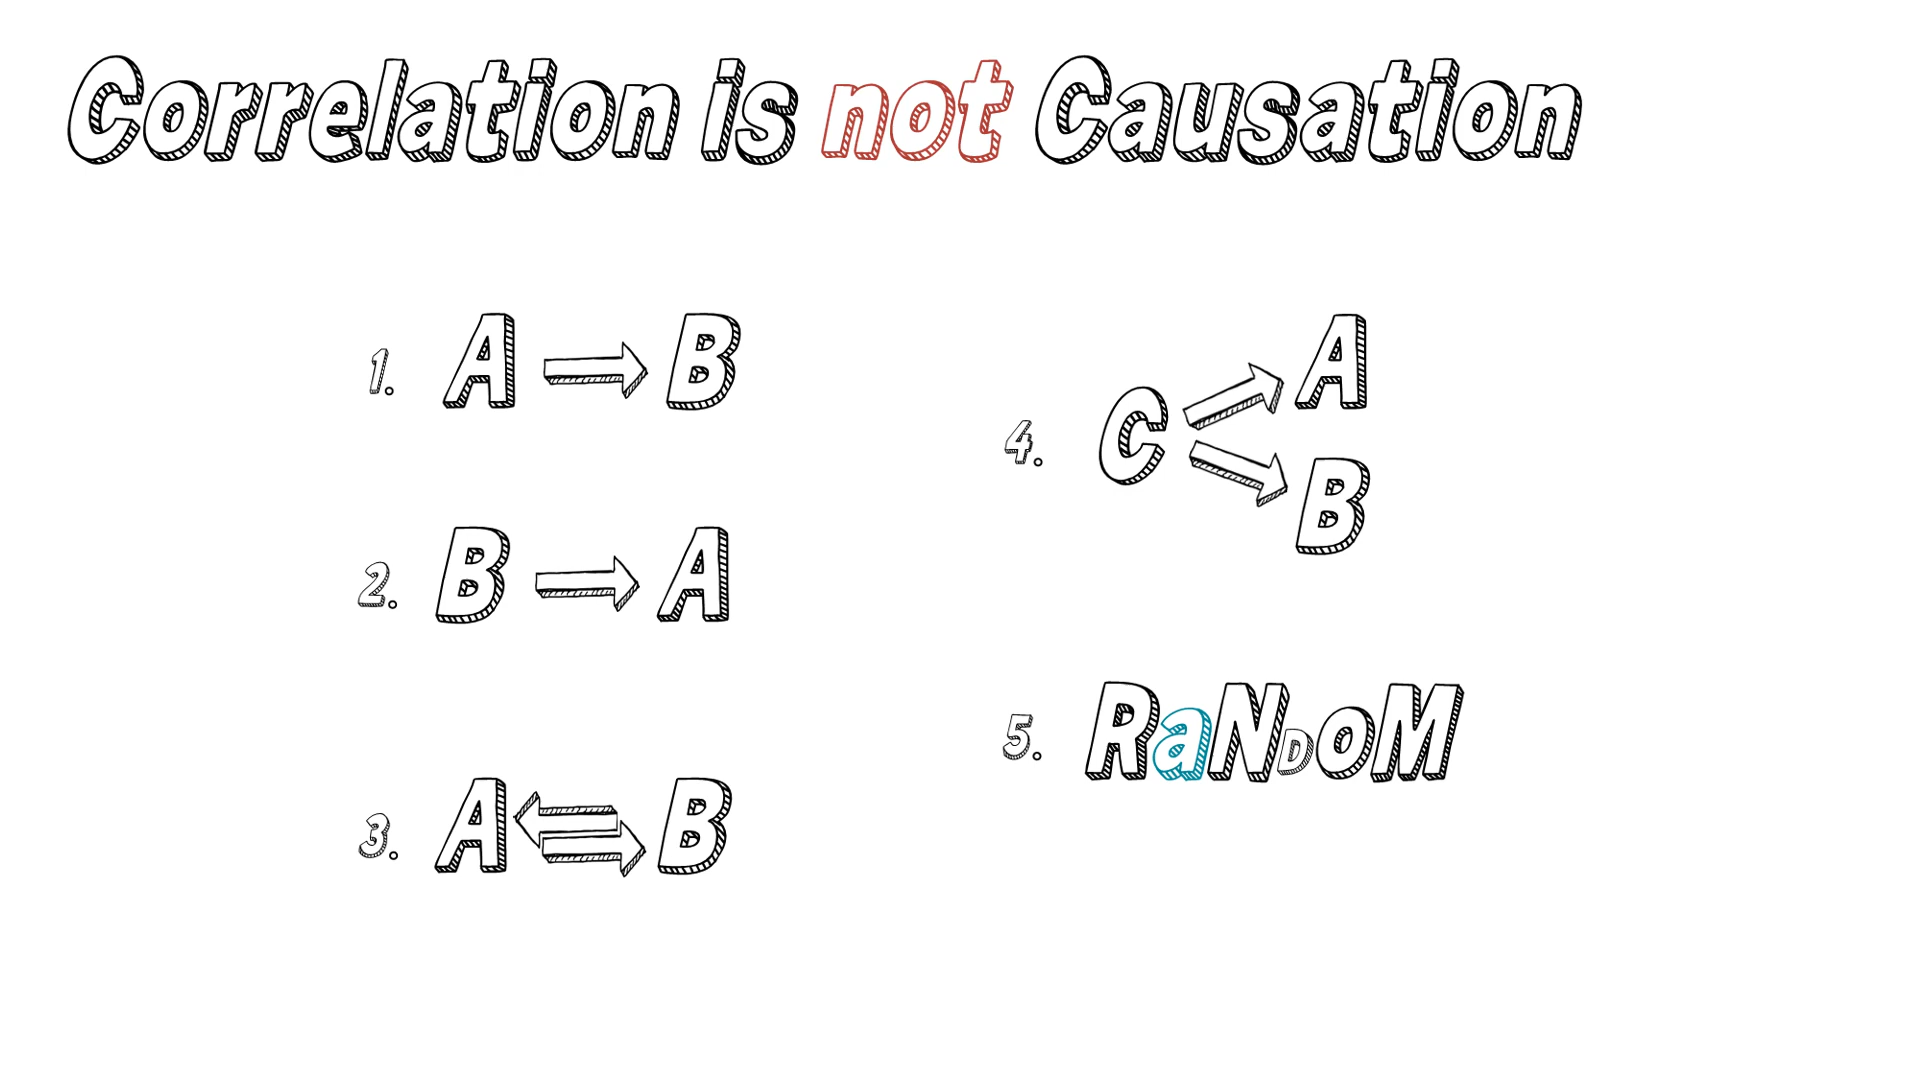 Correlation is not Causation
1. A B
2. B A
3. A B
4. C A
B
5. RaNDoM